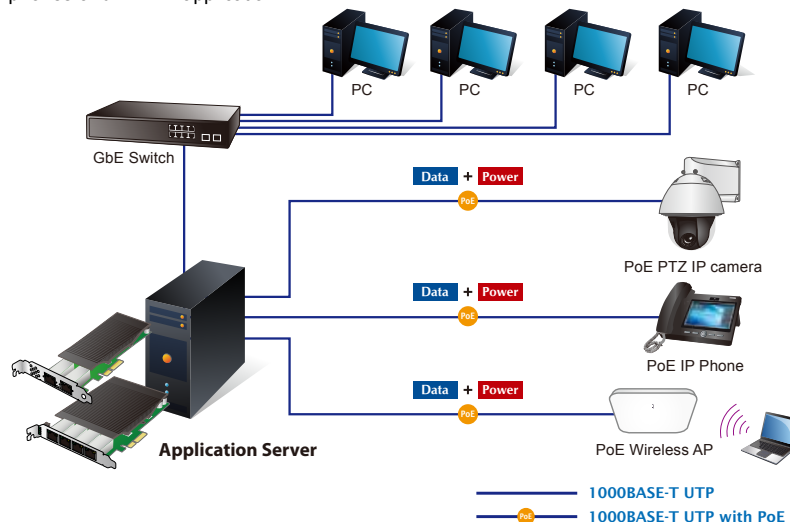 PC
PC
PC
PC
GbE Switch
Data + Power
PoE
PoE PTZ IP camera
Data + Power
PoE
PoE IP Phone
Data + Power
PoE
PoE Wireless AP
Application Server
1000BASE-T UTP
PoE
1000BASE-T UTP with PoE